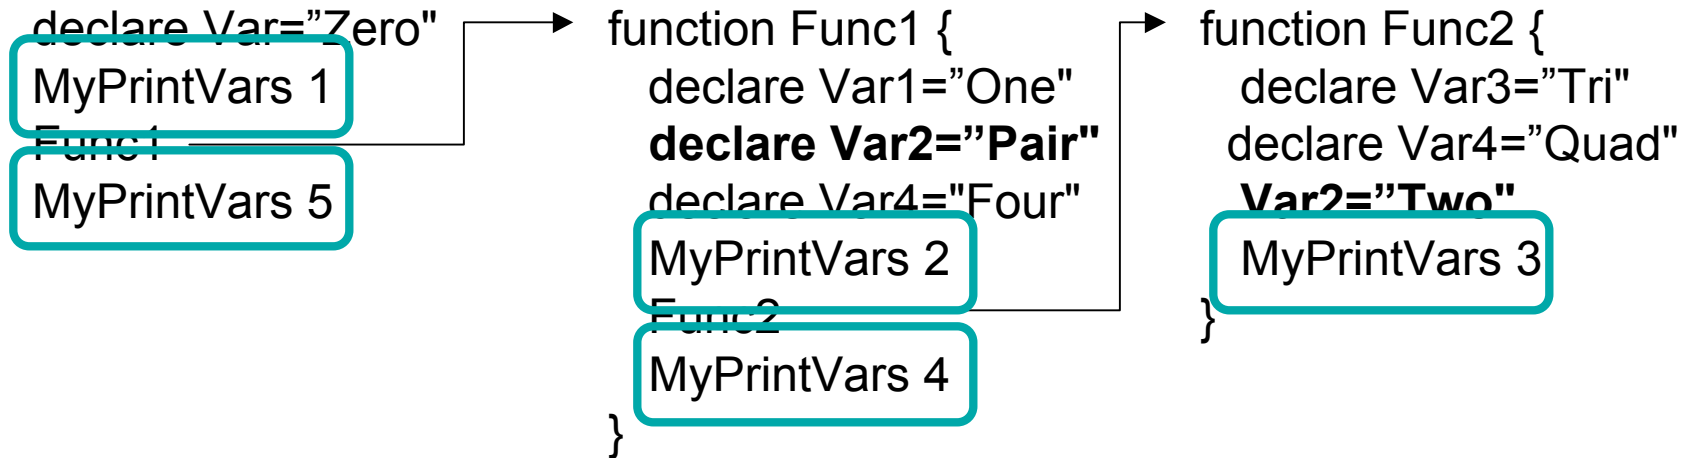 declare Var=”Zero"
MyPrintVars 1
Func1
MyPrintVars 5
function Func1 {
declare Var1=”One"
declare Var2=”Pair"
declare Var4="Four"
MyPrintVars 2
Func2
MyPrintVars 4
}
function Func2 {
declare Var3=”Tri"
declare Var4=”Quad"
Var2=”Two"
MyPrintVars 3
}